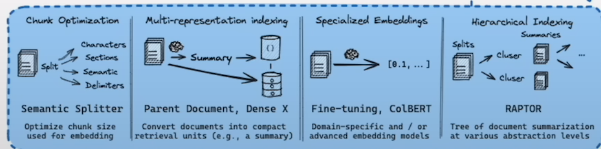 Chunk Optimization
Split
Characters
Sections
Semantic
Delimiters
Semantic Splitter
Optimize chunk size
used for embedding
Multi-representation indexing
Summary
{}
Parent Document, Dense X
Convert documents into compact
retrieval units (e.g., a summary)
Specialized Embeddings
[0.1, ...]
Fine-tuning, ColBERT
Domain-specific and / or
advanced embedding models
Hierarchical Indexing
Summaries
Splits
Cluser
Cluser
...
RAPTOR
Tree of document summarization
at various abstraction levels